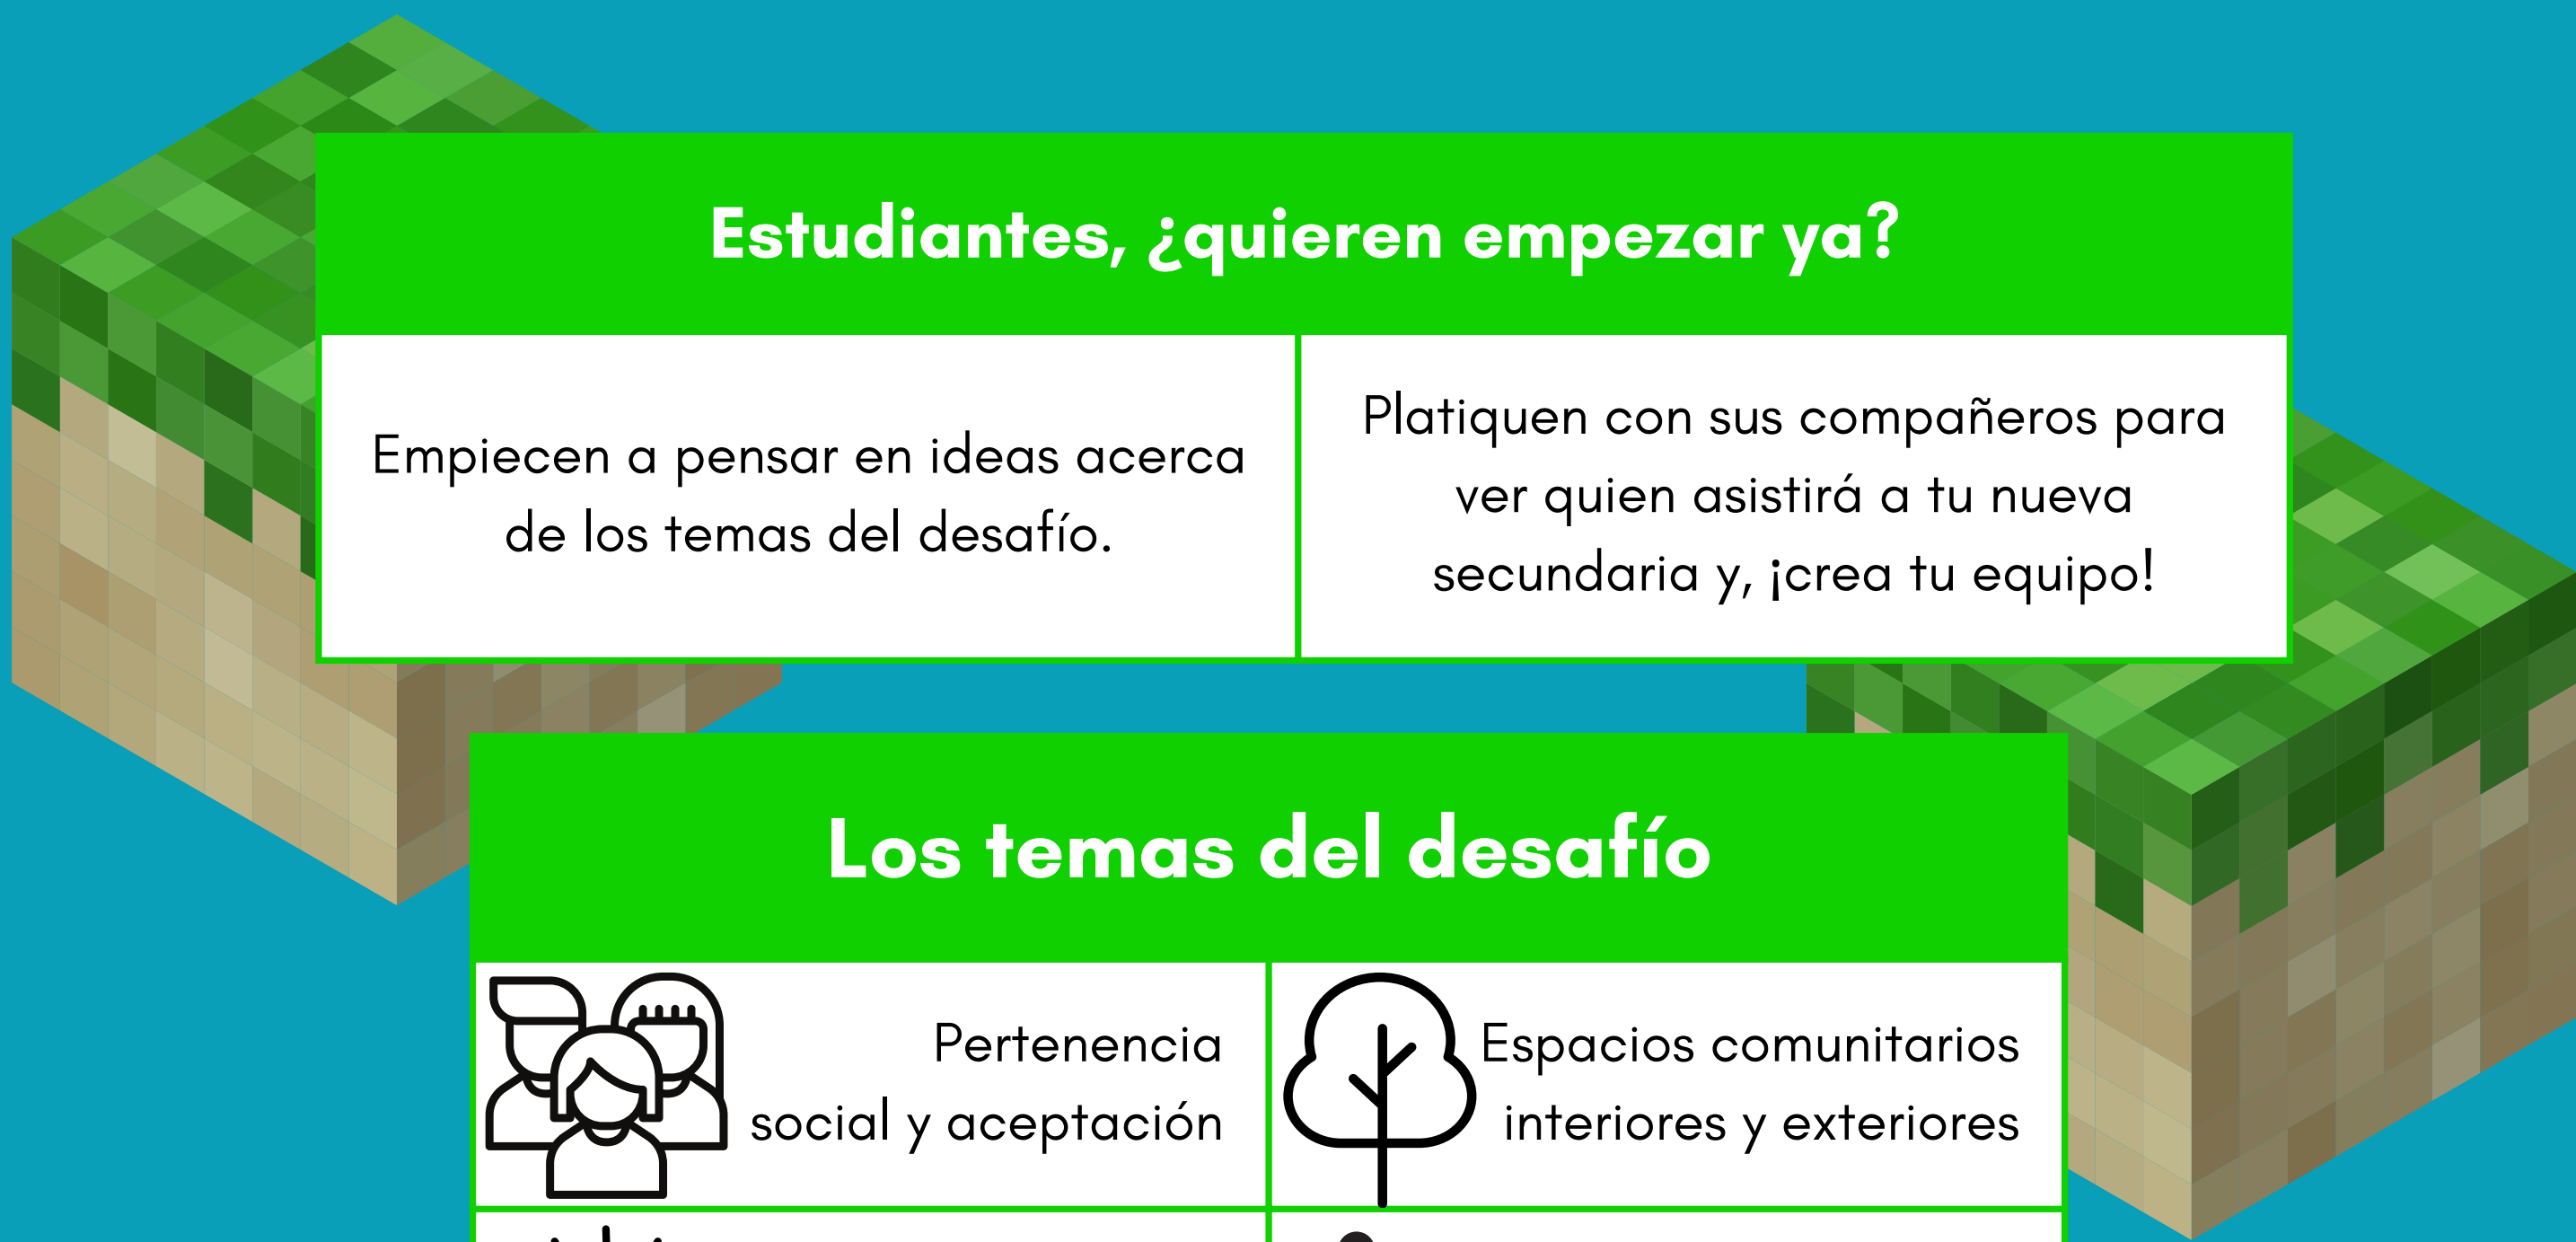 Estudiantes, ¿quieren empezar ya?
Empiecen a pensar en ideas acerca
de los temas del desafío.
Platiquen con sus compañeros para
ver quien asistirá a tu nueva
secundaria y, ¡crea tu equipo!
Los temas del desafío
Pertenencia
social y aceptación
Espacios comunitarios
interiores y exteriores